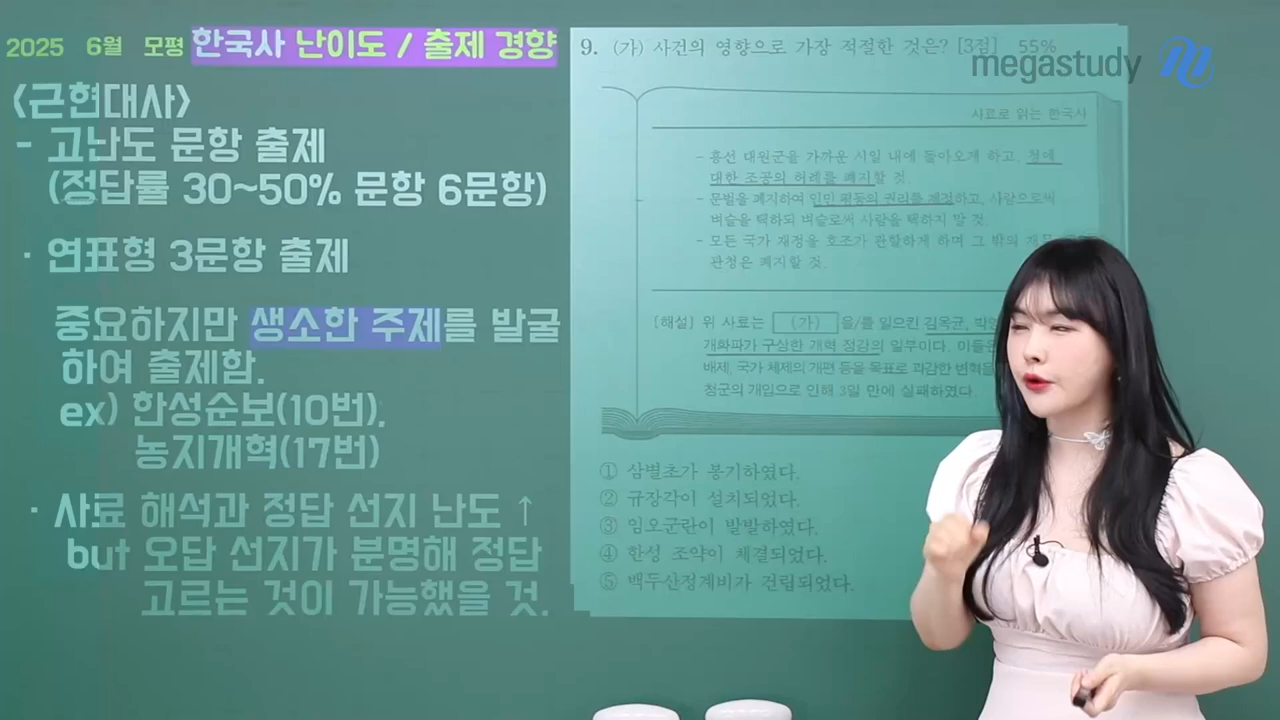 2025 6월 모평 한국사 난이도 / 출제 경향
<근현대사>
- 고난도 문항 출제
(정답률 30~50% 문항 6문항)
· 연표형 3문항 출제
중요하지만 생소한 주제를 발굴
하여 출제함.
ex) 한성순보(10번),
농지개혁(17번)
· 사료 해석과 정답 선지 난도 ↑
but 오답 선지가 분명해 정답
고르는 것이 가능했을 것.
megastudy
9. (가) 사건의 영향으로 가장 적절한 것은? [3점] 55%
사료로 읽는 한국사
- 흥선 대원군을 가까운 시일 내에 돌아오게 하고, 청에
대한 조공의 허례를 폐지할 것.
- 문벌을 폐지하여 인민 평등의 권리를 제정하고, 사람으로써
벼슬을 택하되 벼슬로써 사람을 택하지 말 것.
- 모든 국가 재정을 호조가 관할하게 하며 그 밖의 재무
관청은 폐지할 것.
[해설] 위 사료는 (가) 을/를 일으킨 김옥균, 박영
개화파가 구상한 개혁 정강의 일부이다. 이들은
배제, 국가 체제의 개편 등을 목표로 과감한 변혁을
청군의 개입으로 인해 3일 만에 실패하였다.
① 삼별초가 봉기하였다.
② 규장각이 설치되었다.
③ 임오군란이 발발하였다.
④ 한성 조약이 체결되었다.
⑤ 백두산정계비가 건립되었다.